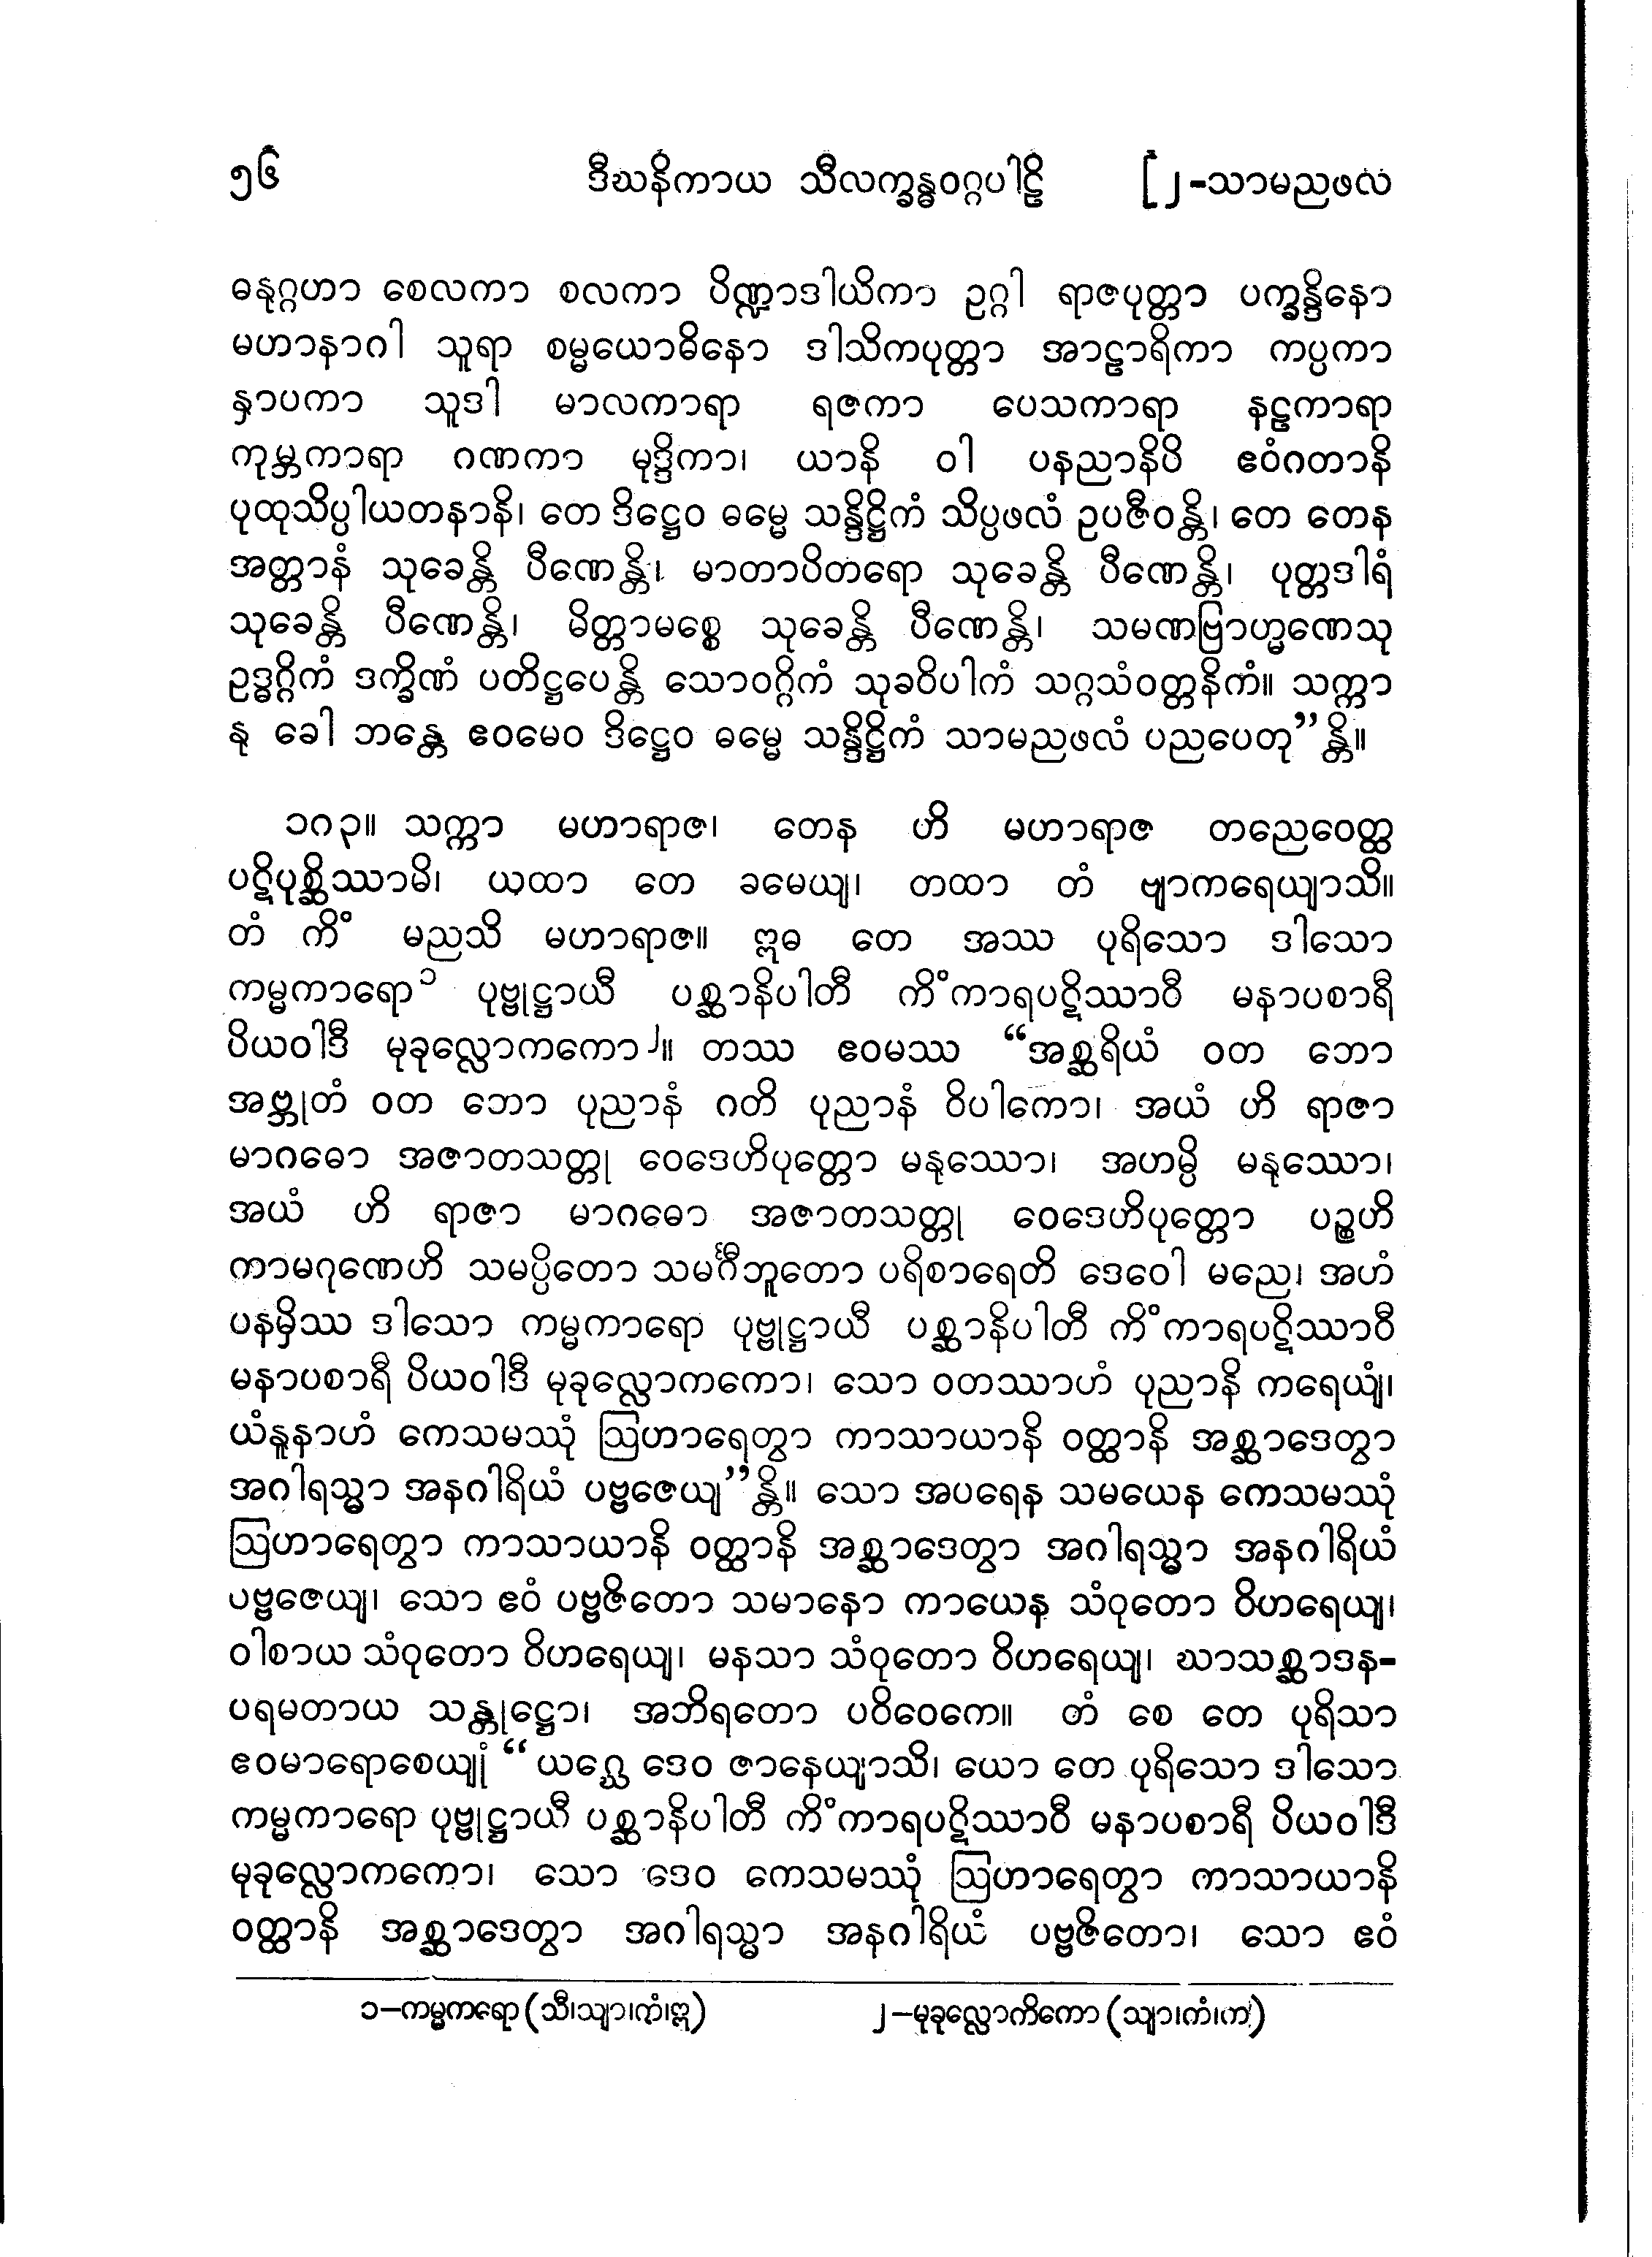 ၅၆ ဒီဃနိကာယ သီလက္ခန္ဓဝဂ္ဂပါဠိ [၂-သာမညဖလ
ဓနုဂ္ဂဟာ စေလကာ စလကာ ပိဏ္ဍာဒါယိကာ ဥဂ္ဂါ ရာဇပုတ္တာ ပက္ခန္ဒိနော
မဟာနာဂါ သူရာ စမ္မယောဓိနော ဒါသိကပုတ္တာ အာဠာရိကာ ကပ္ပကာ
နှာပကာ သူဒါ မာလကာရာ ရဇကာ ပေသကာရာ နဠကာရာ
ကုမ္ဘကာရာ ဂဏကာ မုဒ္ဒိကာ၊ ယာနိ ဝါ ပနညာနိပိ ဧဝံဂတာနိ
ပုထုသိပ္ပါယတနာနိ၊ တေ ဒိဋ္ဌေဝ ဓမ္မေ သန္ဒိဋ္ဌိကံ သိပ္ပဖလံ ဥပဇီဝန္တိ၊ တေ တေန
အတ္တာနံ သုခေန္တိ ပီဏေန္တိ၊ မာတာပိတရော သုခေန္တိ ပီဏေန္တိ၊ ပုတ္တဒါရံ
သုခေန္တိ ပီဏေန္တိ၊ မိတ္တာမစ္စေ သုခေန္တိ ပီဏေန္တိ၊ သမဏဗြာဟ္မဏေသု
ဥဒ္ဓဂ္ဂိကံ ဒက္ခိဏံ ပတိဋ္ဌပေန္တိ သောဝဂ္ဂိကံ သုခဝိပါကံ သဂ္ဂသံဝတ္တနိကံ။ သက္ကာ
နု ခေါ ဘန္တေ ဧဝမေဝ ဒိဋ္ဌေဝ ဓမ္မေ သန္ဒိဋ္ဌိကံ သာမညဖလံ ပညပေတု”န္တိ။
၁၈၃။ သက္ကာ မဟာရာဇ၊ တေန ဟိ မဟာရာဇ တညေဝေတ္ထ
ပဋိပုစ္ဆိဿာမိ၊ ယထာ တေ ခမေယျ၊ တထာ တံ ဗျာကရေယျာသိ။
တံ ကိံ မညသိ မဟာရာဇ။ ဣဓ တေ အဿ ပုရိသော ဒါသော
ကမ္မကာရော၁ ပုဗ္ဗုဋ္ဌာယီ ပစ္ဆာနိပါတီ ကိံကာရပဋိဿာဝီ မနာပစာရီ
ပိယဝါဒီ မုခုလ္လောကကော၂။ တဿ ဧဝမဿ “အစ္ဆရိယံ ဝတ ဘော
အဗ္ဘုတံ ဝတ ဘော ပုညာနံ ဂတိ ပုညာနံ ဝိပါကော၊ အယံ ဟိ ရာဇာ
မာဂဓော အဇာတသတ္တု ဝေဒေဟိပုတ္တော မနုဿော၊ အဟမ္ပိ မနုဿော၊
အယံ ဟိ ရာဇာ မာဂဓော အဇာတသတ္တု ဝေဒေဟိပုတ္တော ပဉ္စဟိ
ကာမဂုဏေဟိ သမပ္ပိတော သမင်္ဂီဘူတော ပရိစာရေတိ ဒေဝေါ မညေ၊ အဟံ
ပနမှိဿ ဒါသော ကမ္မကာရော ပုဗ္ဗုဋ္ဌာယီ ပစ္ဆာနိပါတီ ကိံကာရပဋိဿာဝီ
မနာပစာရီ ပိယဝါဒီ မုခုလ္လောကကော၊ သော ဝတဿာဟံ ပုညာနိ ကရေယျံ၊
ယံနူနာဟံ ကေသမဿုံ ဩဟာရေတွာ ကာသာယာနိ ဝတ္ထာနိ အစ္ဆာဒေတွာ
အဂါရသ္မာ အနဂါရိယံ ပဗ္ဗဇေယျ”န္တိ။ သော အပရေန သမယေန ကေသမဿုံ
ဩဟာရေတွာ ကာသာယာနိ ဝတ္ထာနိ အစ္ဆာဒေတွာ အဂါရသ္မာ အနဂါရိယံ
ပဗ္ဗဇေယျ၊ သော ဧဝံ ပဗ္ဗဇိတော သမာနော ကာယေန သံဝုတော ဝိဟရေယျ၊
ဝါစာယ သံဝုတော ဝိဟရေယျ၊ မနသာ သံဝုတော ဝိဟရေယျ၊ ဃာသစ္ဆာဒန-
ပရမတာယ သန္တုဋ္ဌော၊ အဘိရတော ပဝိဝေကေ။ တံ စေ တေ ပုရိသာ
ဧဝမာရောစေယျုံ “ယဂ္ဃေ ဒေဝ ဇာနေယျာသိ၊ ယော တေ ပုရိသော ဒါသော
ကမ္မကာရော ပုဗ္ဗုဋ္ဌာယီ ပစ္ဆာနိပါတီ ကိံကာရပဋိဿာဝီ မနာပစာရီ ပိယဝါဒီ
မုခုလ္လောကကော၊ သော ဒေဝ ကေသမဿုံ ဩဟာရေတွာ ကာသာယာနိ
ဝတ္ထာနိ အစ္ဆာဒေတွာ အဂါရသ္မာ အနဂါရိယံ ပဗ္ဗဇိတော၊ သော ဧဝံ
၁–ကမ္မကရော (သီ၊သျာ၊ကံ၊ဣ) ၂–မုခုလ္လောကိကော (သျာ၊ကံ၊က)